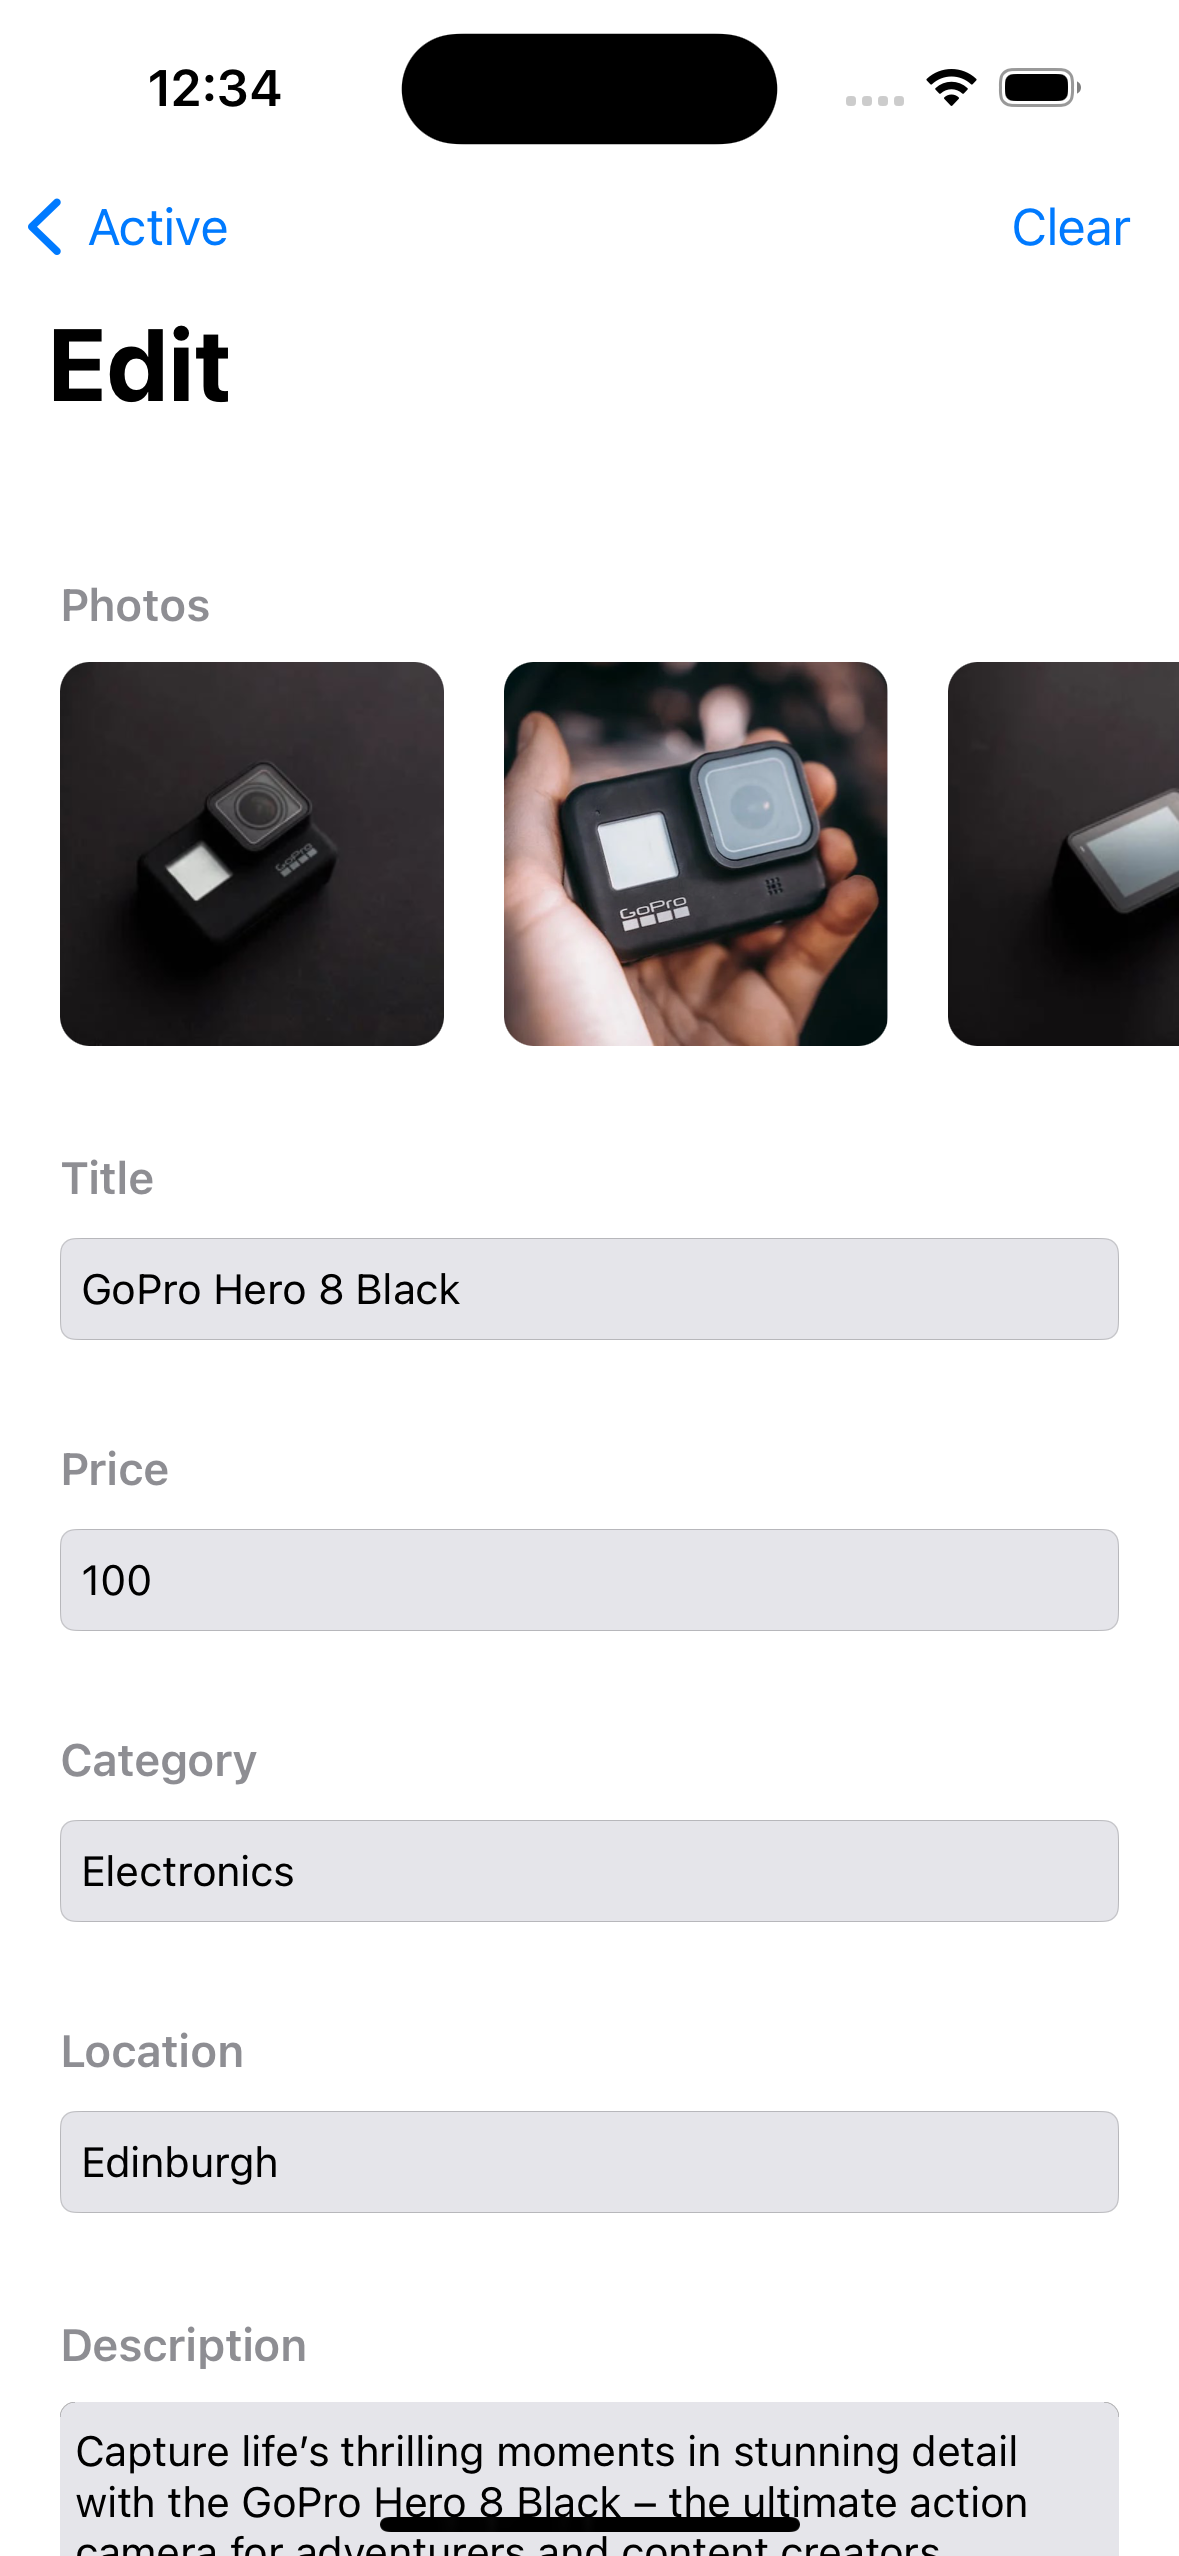 12:34
Active
Clear
Edit
Photos
GoPro
GoPro
Title
GoPro Hero 8 Black
Price
100
Category
Electronics
Location
Edinburgh
Description
Capture life’s thrilling moments in stunning detail
with the GoPro Hero 8 Black – the ultimate action
camera for adventurers and content creators